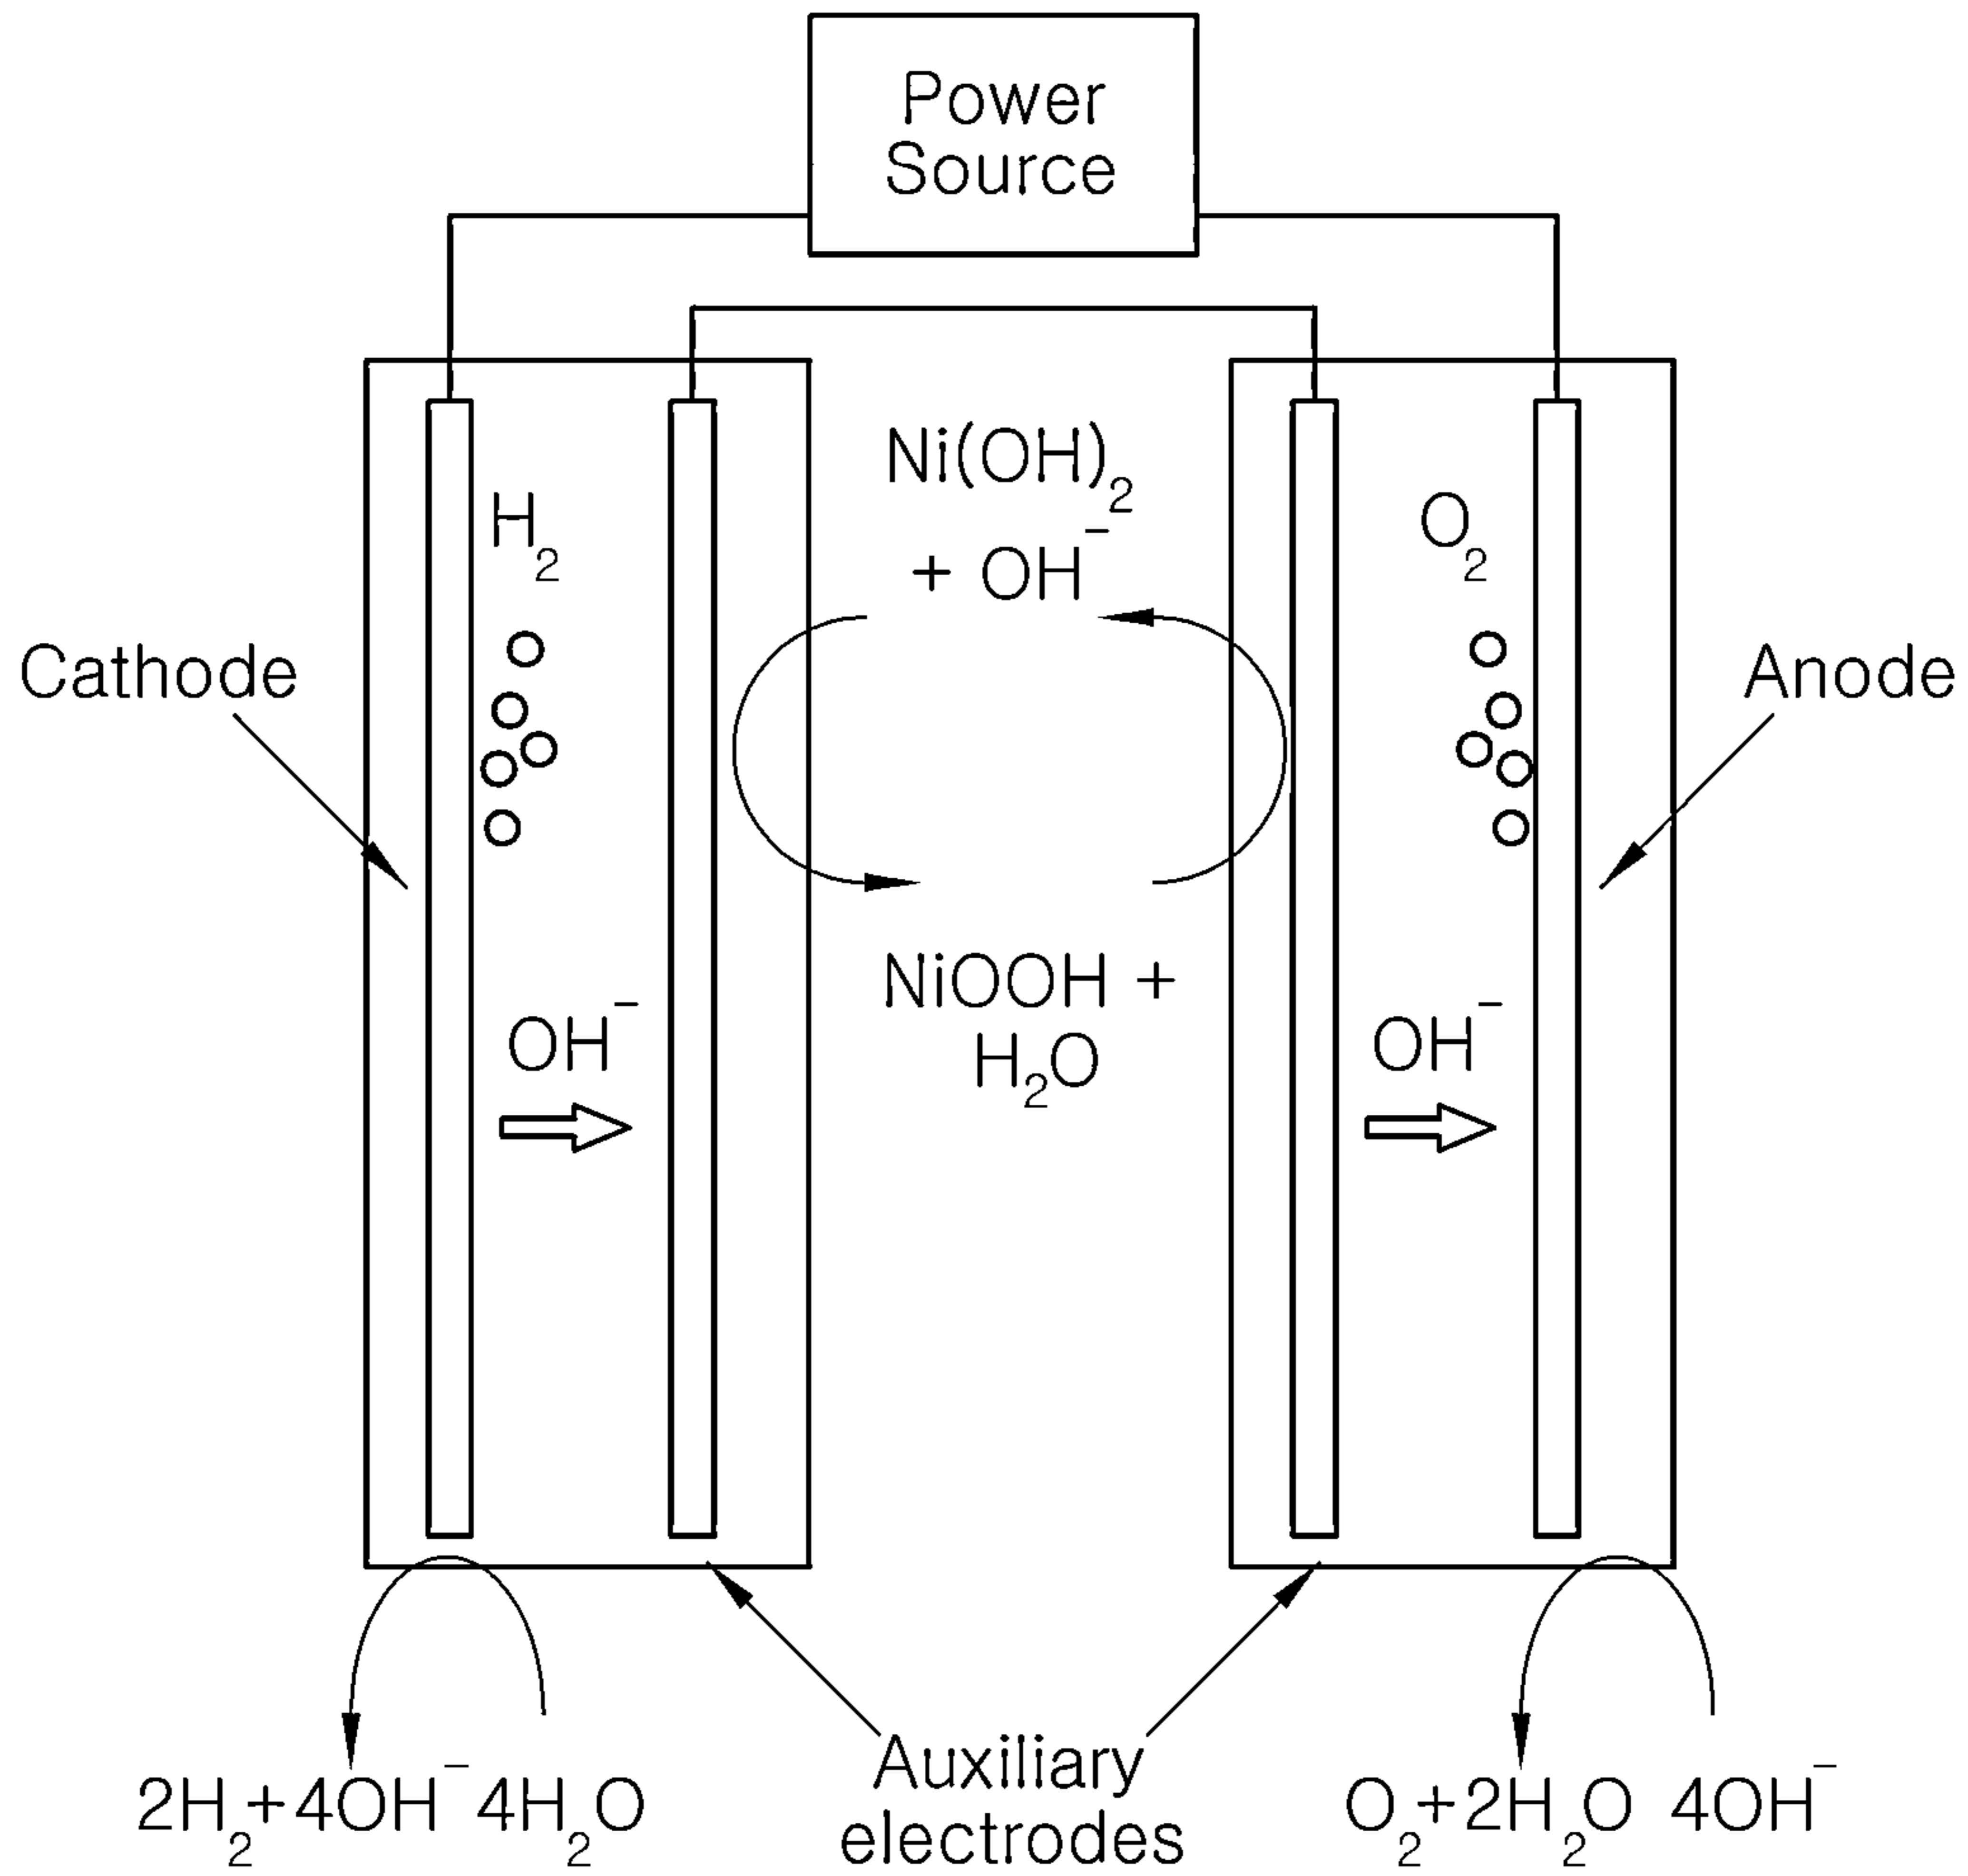 Power
Source
Ni(OH)₂
+ OH⁻
H₂
O₂
Cathode
Anode
NiOOH +
H₂O
OH⁻
OH⁻
Auxiliary
electrodes
2H₂+4OH⁻ 4H₂O
O₂+2H₂O 4OH⁻